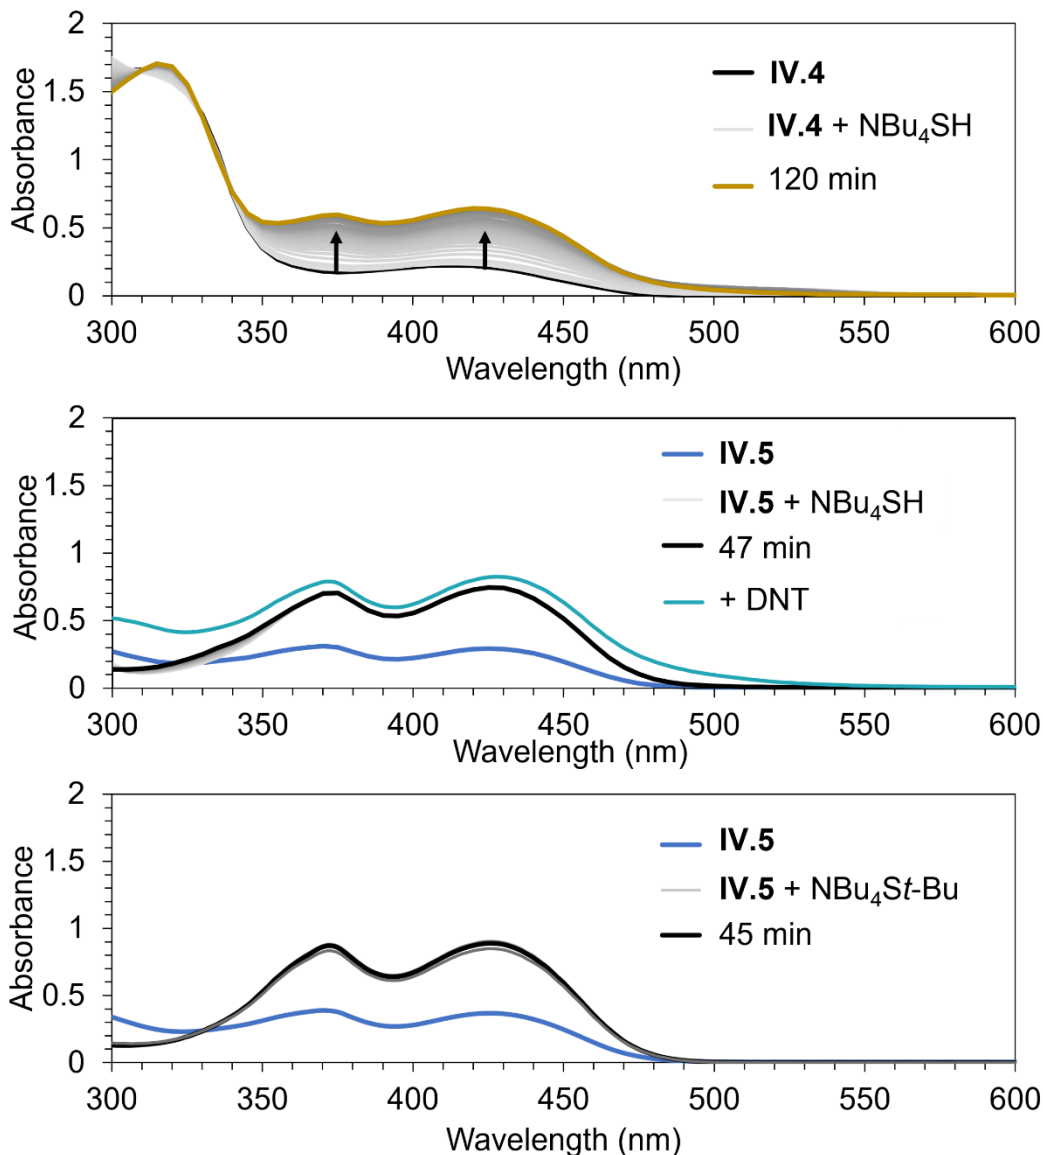 2
1.5
1
0.5
0
Absorbance
IV.4
IV.4 + NBu₄SH
120 min
300 350 400 450 500 550 600
Wavelength (nm)
2
1.5
1
0.5
0
Absorbance
IV.5
IV.5 + NBu₄SH
47 min
+ DNT
300 350 400 450 500 550 600
Wavelength (nm)
2
1.5
1
0.5
0
Absorbance
IV.5
IV.5 + NBu₄St-Bu
45 min
300 350 400 450 500 550 600
Wavelength (nm)